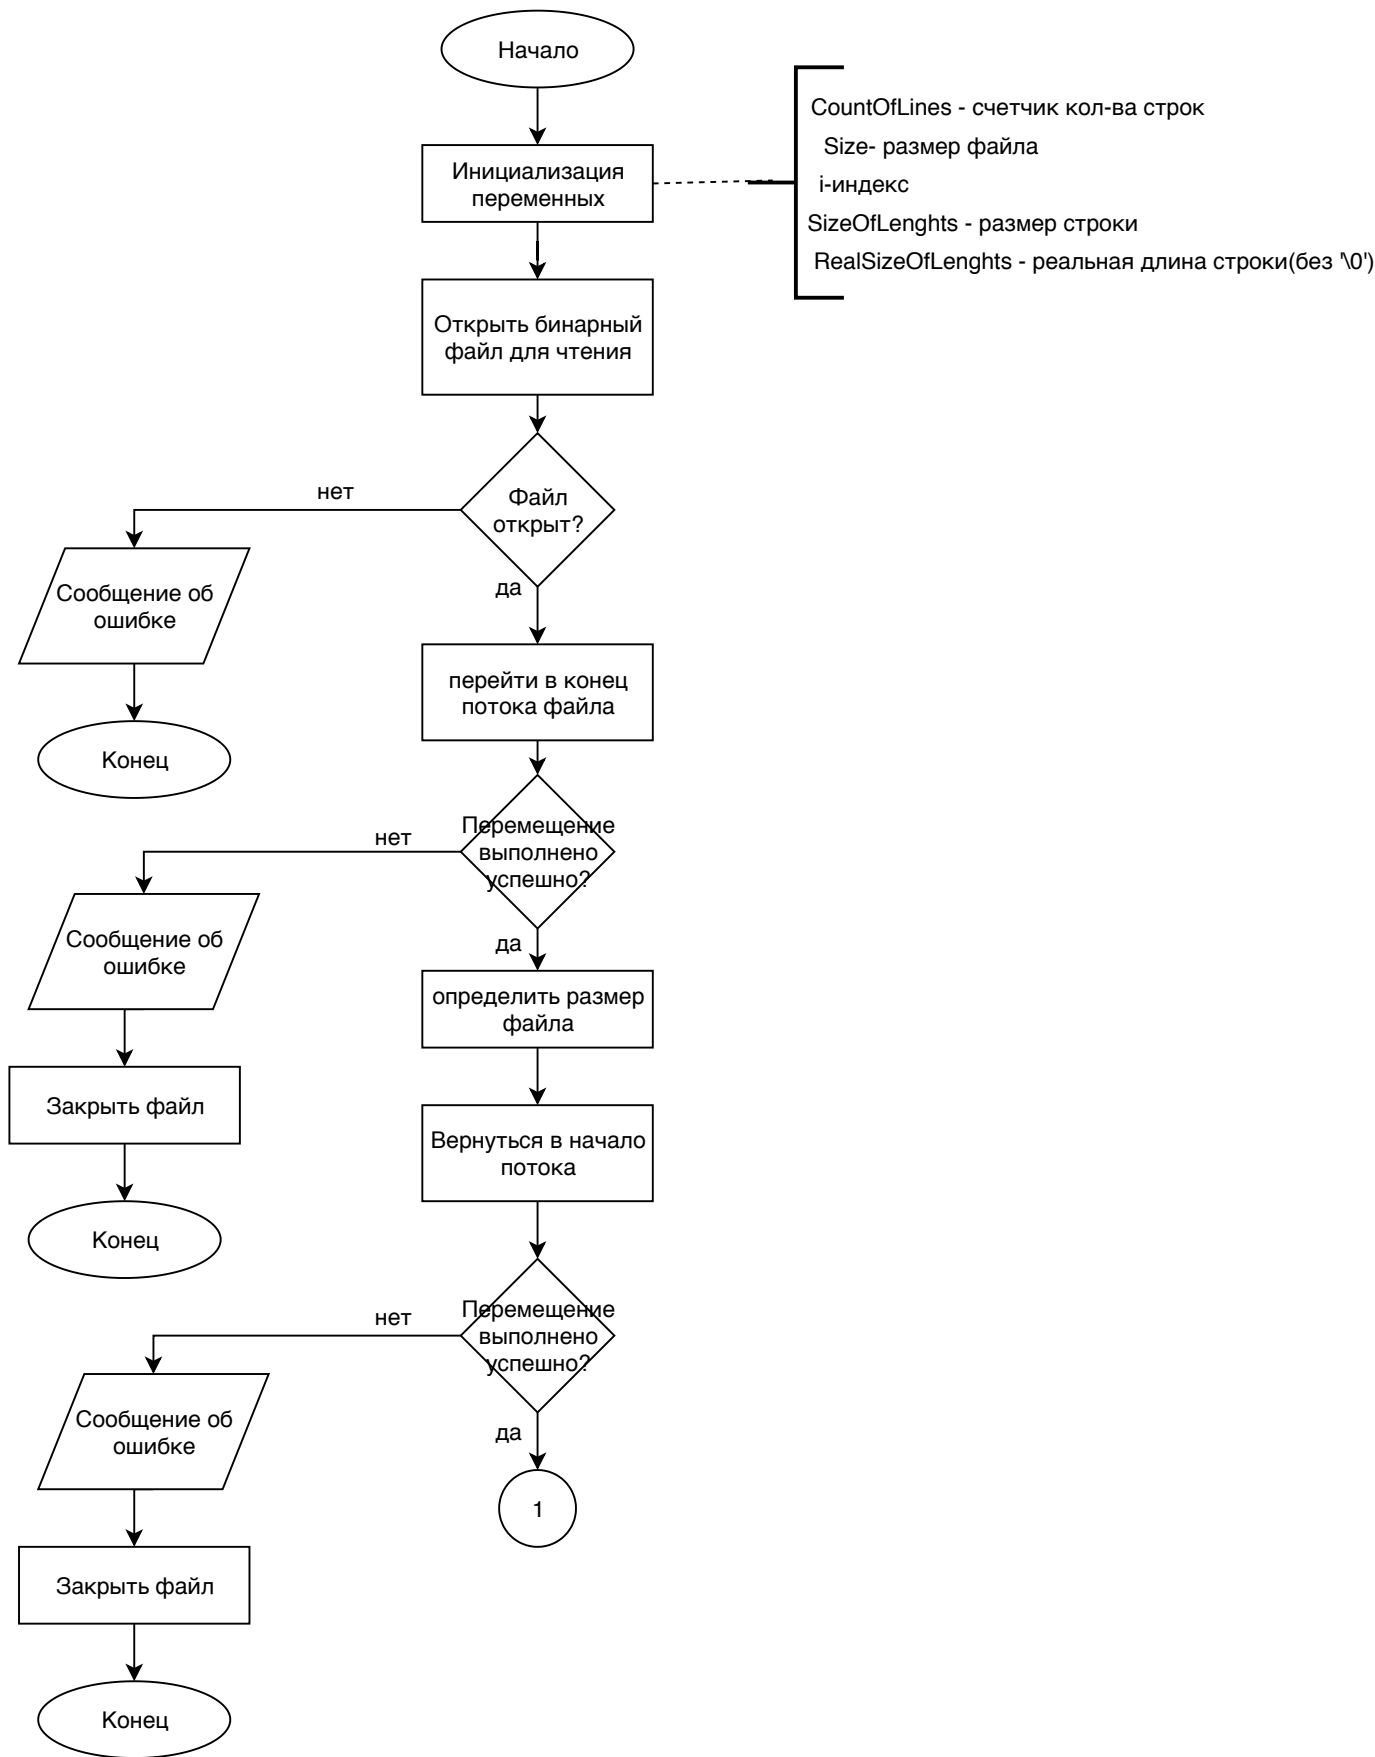 Начало
CountOfLines - счетчик кол-ва строк
Size- размер файла
i-индекс
SizeOfLenghts - размер строки
RealSizeOfLenghts - реальная длина строки(без '\0')
Инициализация
переменных
Открыть бинарный
файл для чтения
Файл
открыт?
нет
да
Сообщение об
ошибке
Конец
перейти в конец
потока файла
Перемещение
выполнено
успешно?
нет
да
Сообщение об
ошибке
Закрыть файл
Конец
определить размер
файла
Вернуться в начало
потока
Перемещение
выполнено
успешно?
нет
да
Сообщение об
ошибке
Закрыть файл
Конец
1